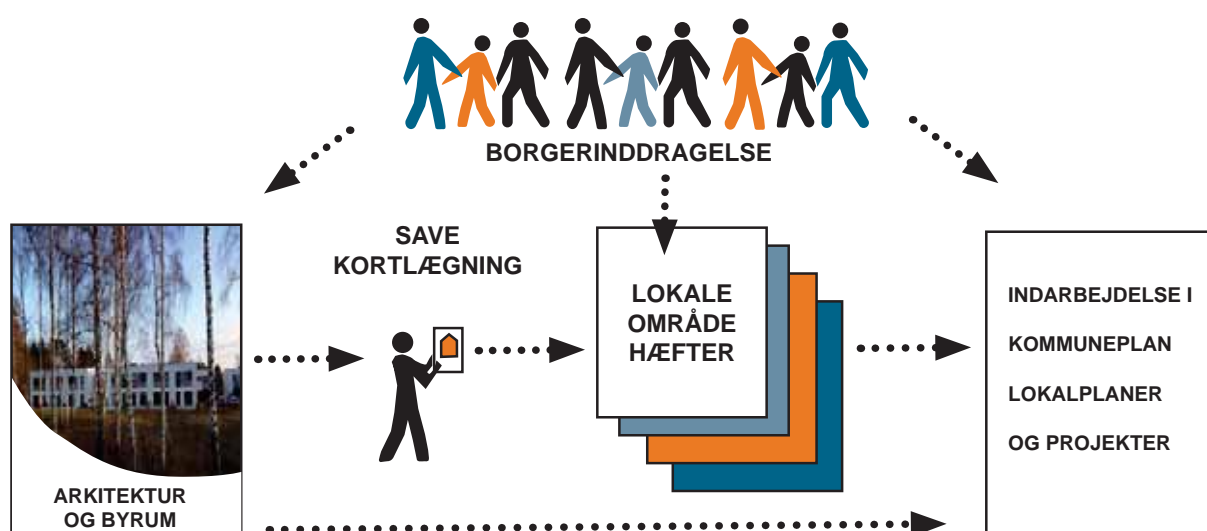 BORGERINDDRAGELSE
SAVE
KORTLÆGNING
LOKALE
OMRÅDE
HÆFTER
INDARBEJDELSE I
KOMMUNEPLAN
LOKALPLANER
OG PROJEKTER
ARKITEKTUR
OG BYRUM